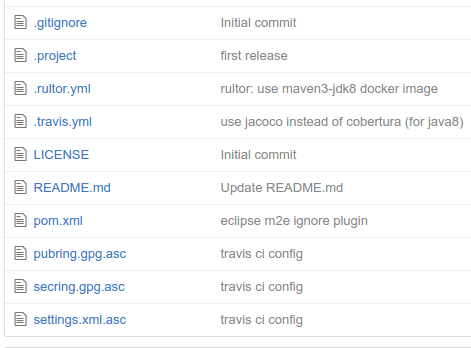 .gitignore Initial commit
.project first release
.rultor.yml rultor: use maven3-jdk8 docker image
.travis.yml use jacoco instead of cobertura (for java8)
LICENSE Initial commit
README.md Update README.md
pom.xml eclipse m2e ignore plugin
pubring.gpg.asc travis ci config
secring.gpg.asc travis ci config
settings.xml.asc travis ci config